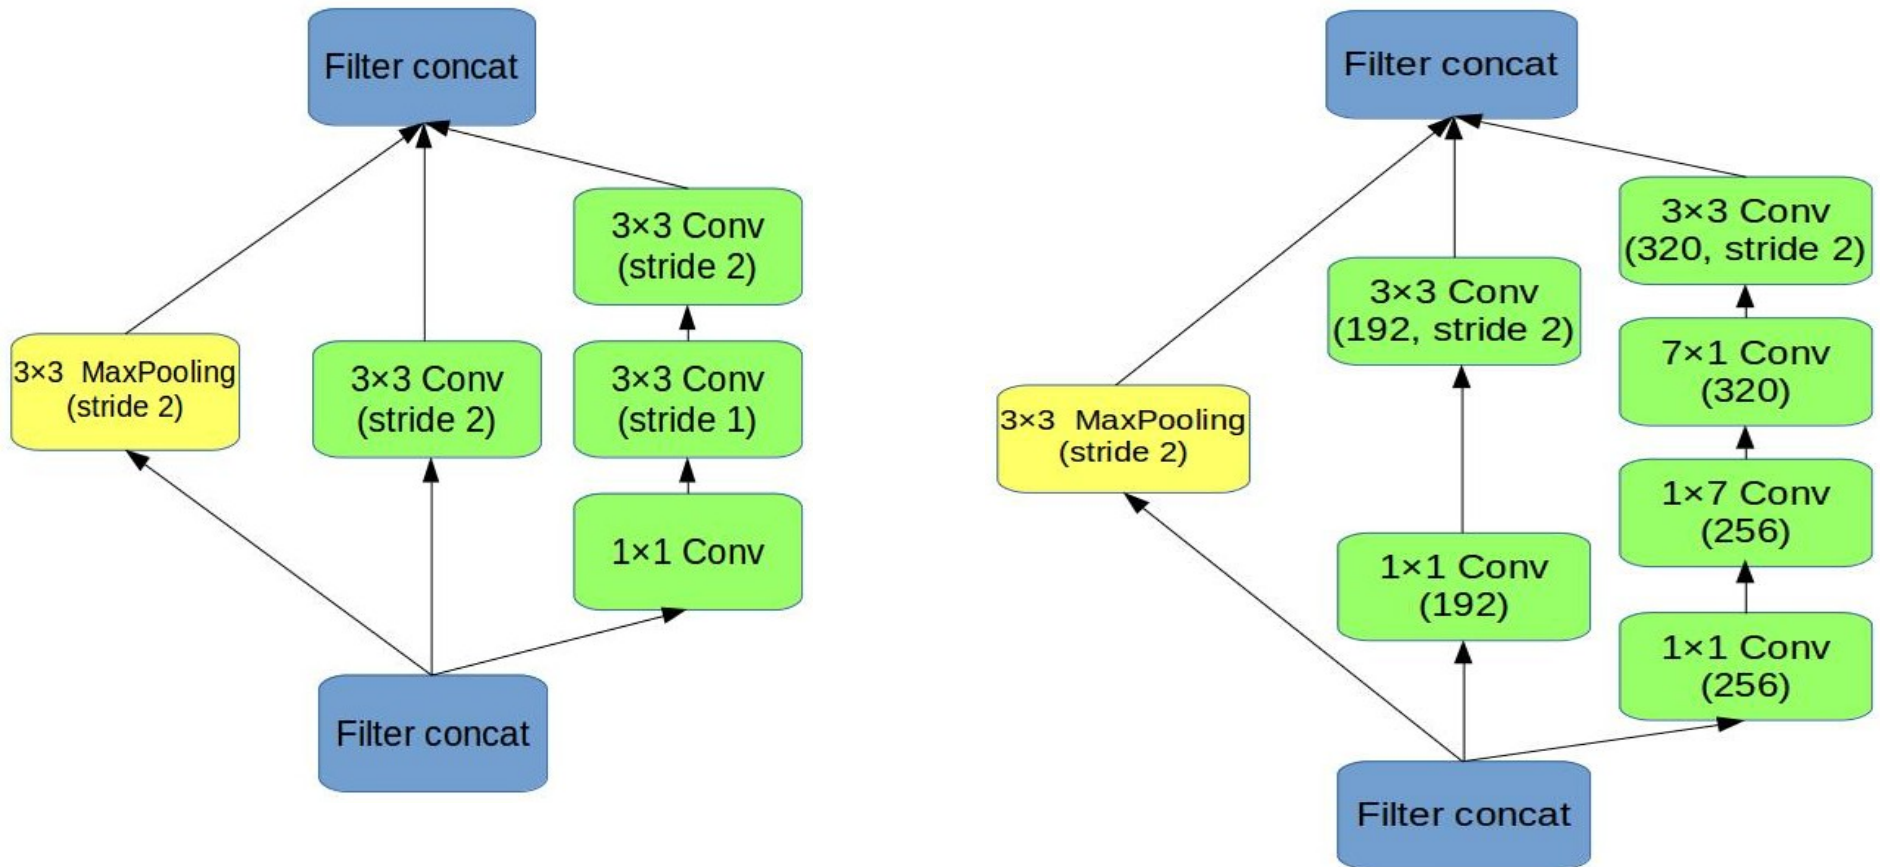 Filter concat
3×3 Conv
(stride 2)
3×3 MaxPooling
(stride 2)
3×3 Conv
(stride 2)
3×3 Conv
(stride 1)
1×1 Conv
Filter concat
Filter concat
3×3 Conv
(320, stride 2)
3×3 Conv
(192, stride 2)
7×1 Conv
(320)
3×3 MaxPooling
(stride 2)
1×7 Conv
(256)
1×1 Conv
(192)
1×1 Conv
(256)
Filter concat